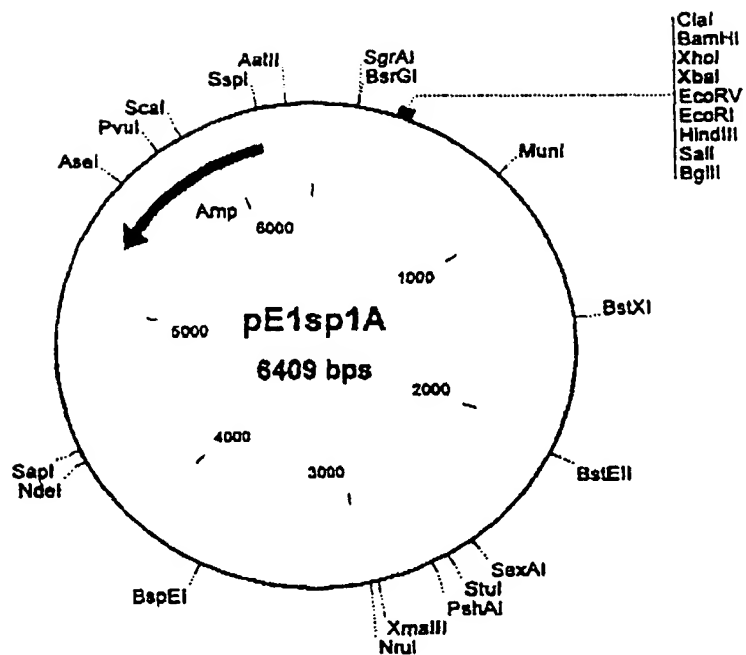 ClaI
BamHI
XhoI
XbaI
EcoRV
EcoRI
HindIII
SalI
BglII
AatII
SspI
SgrAI
BsrGI
ScaI
PvuI
AseI
MunI
Amp
6000
1000
BstXI
5000
pE1sp1A
6409 bps
2000
4000
3000
SapI
NdeI
BstEII
SexAI
StuI
PshAI
BspEI
XmaIII
NruI